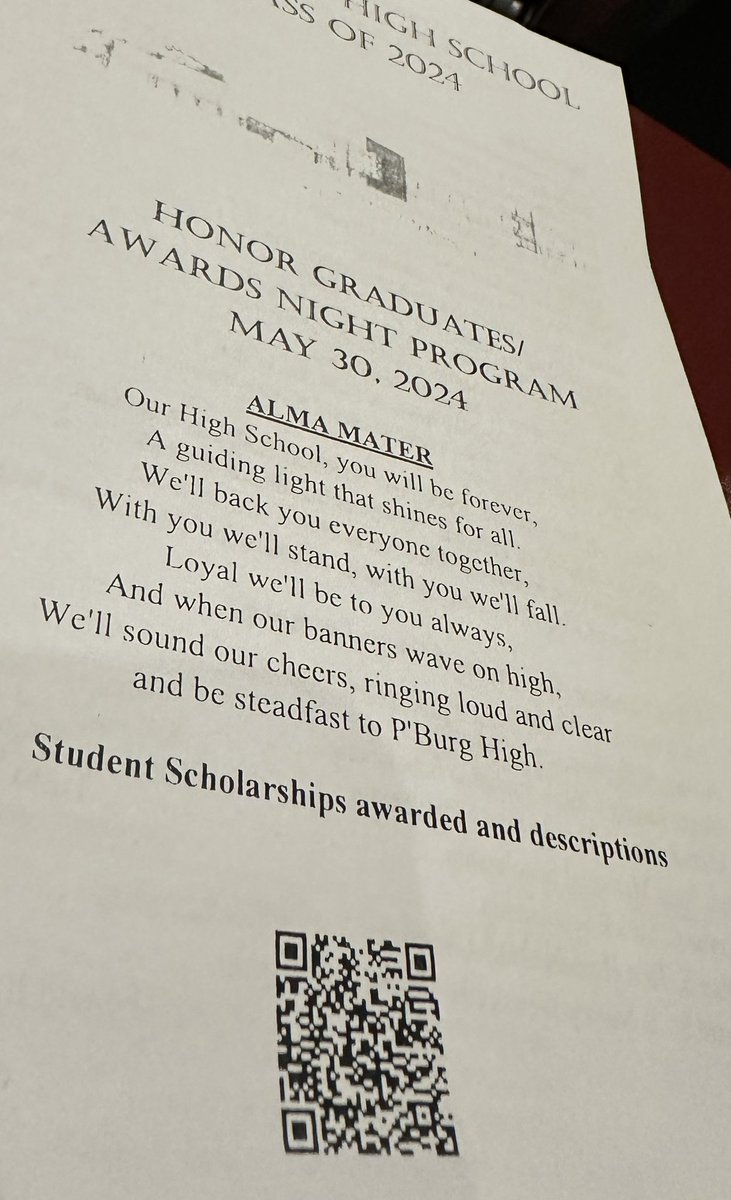 HIGH SCHOOL
OF 2024
HONOR GRADUATES/
AWARDS NIGHT PROGRAM
MAY 30, 2024
ALMA MATER
Our High School, you will be forever,
A guiding light that shines for all.
We'll back you everyone together,
With you we'll stand, with you we'll fall.
Loyal we'll be to you always,
And when our banners wave on high,
We'll sound our cheers, ringing loud and clear
and be steadfast to P'Burg High.
Student Scholarships awarded and descriptions